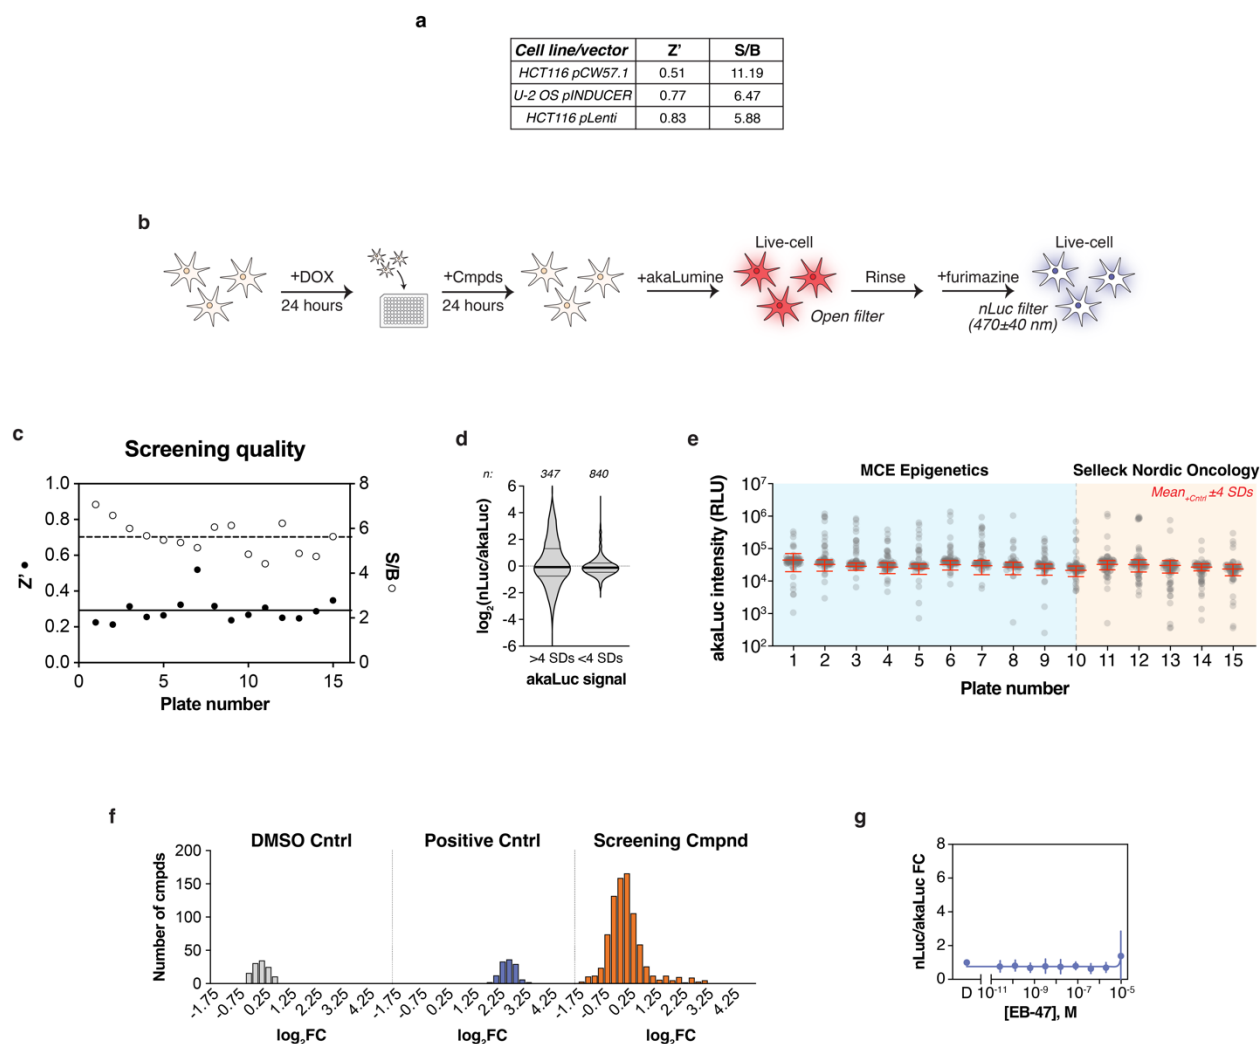 a
Cell line/vector Z' S/B
HCT116 pCW57.1 0.51 11.19
U-2 OS pINDUCER 0.77 6.47
HCT116 pLenti 0.83 5.88
b
+DOX
24 hours
+Cmpds
24 hours
+akaLumine
Live-cell
Open filter
Rinse
+furimazine
Live-cell
nLuc filter
(470±40 nm)
c
Screening quality
Z' ●
1.0
0.8
0.6
0.4
0.2
0.0
8
6
4
2
0
S/B ○
0 5 10 15
Plate number
d
n: 347 840
log2(nLuc/akaLuc)
6
4
2
0
-2
-4
-6
>4 SDs <4 SDs
akaLuc signal
e
MCE Epigenetics Selleck Nordic Oncology
Mean+Cntrl ±4 SDs
akaLuc intensity (RLU)
10^7
10^6
10^5
10^4
10^3
10^2
1 2 3 4 5 6 7 8 9 10 11 12 13 14 15
Plate number
f
DMSO Cntrl Positive Cntrl Screening Cmpnd
Number of cmpds
200
150
100
50
0
-1.75 -0.75 0.25 1.25 2.25 3.25 4.25 -1.75 -0.75 0.25 1.25 2.25 3.25 4.25 -1.75 -0.75 0.25 1.25 2.25 3.25 4.25
log2FC log2FC log2FC
g
nLuc/akaLuc FC
8
6
4
2
0
D 10^-11 10^-9 10^-7 10^-5
[EB-47], M